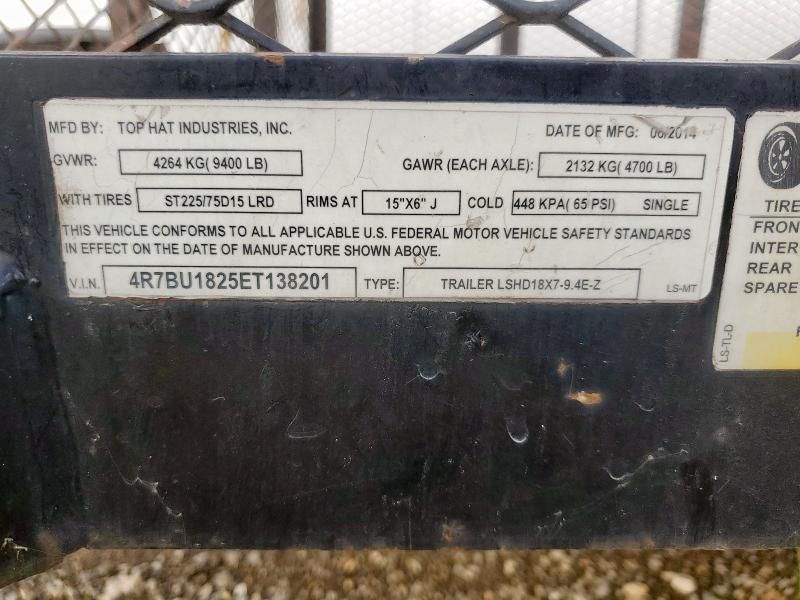 MFD BY: TOP HAT INDUSTRIES, INC. DATE OF MFG: 06/2014
GVWR: 4264 KG( 9400 LB) GAWR (EACH AXLE): 2132 KG( 4700 LB)
WITH TIRES ST225/75D15 LRD RIMS AT 15"X6" J COLD 448 KPA( 65 PSI) SINGLE
THIS VEHICLE CONFORMS TO ALL APPLICABLE U.S. FEDERAL MOTOR VEHICLE SAFETY STANDARDS
IN EFFECT ON THE DATE OF MANUFACTURE SHOWN ABOVE.
V.I.N. 4R7BU1825ET138201 TYPE: TRAILER LSHD18X7-9.4E-Z LS-MT
TIRE
FRON
INTER
REAR
SPARE
LS-TL-D